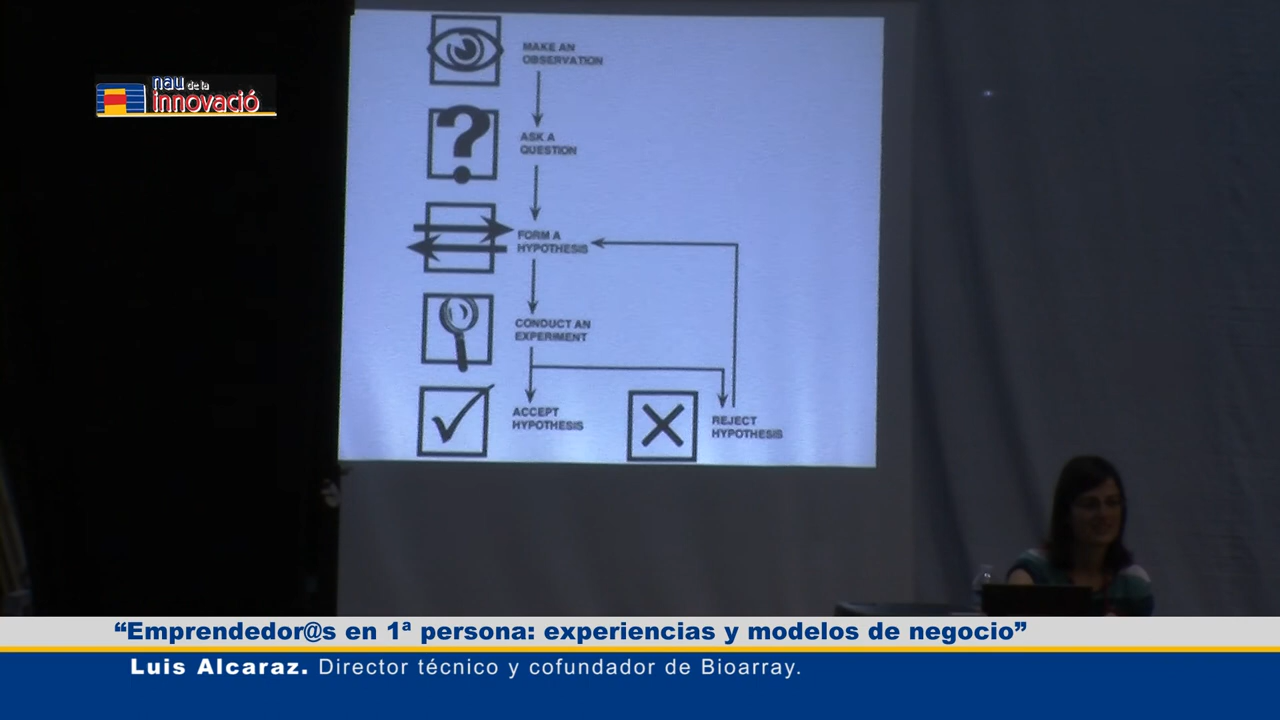 nau de la
innovació
MAKE AN
OBSERVATION
ASK A
QUESTION
FORM A
HYPOTHESIS
CONDUCT AN
EXPERIMENT
ACCEPT
HYPOTHESIS
REJECT
HYPOTHESIS
“Emprendedor@s en 1ª persona: experiencias y modelos de negocio”
Luis Alcaraz. Director técnico y cofundador de Bioarray.